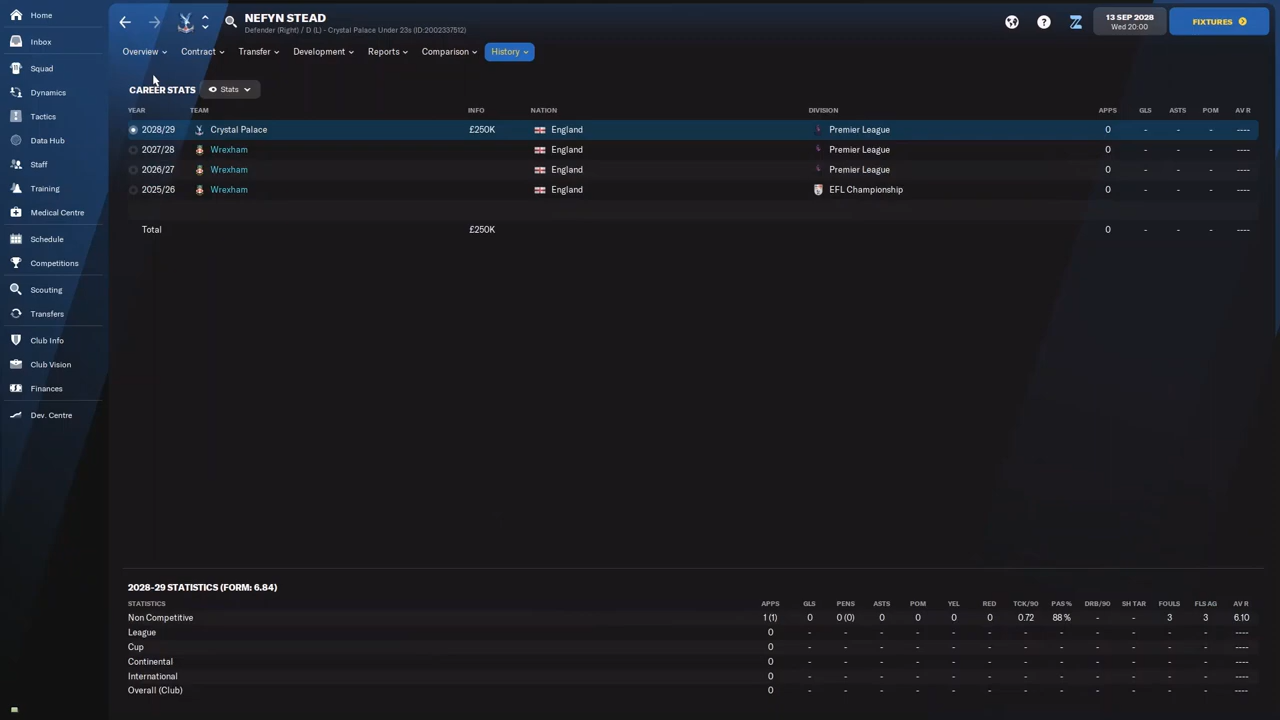 Home
Inbox
Squad
Dynamics
Tactics
Data Hub
Staff
Training
Medical Centre
Schedule
Competitions
Scouting
Transfers
Club Info
Club Vision
Finances
Dev. Centre
NEFYN STEAD
Defender (Right) / D (L) - Crystal Palace Under 23s (ID:2002337512)
13 SEP 2028
Wed 20:00
FIXTURES
Overview Contract Transfer Development Reports Comparison History
CAREER STATS Stats
YEAR TEAM INFO NATION DIVISION APPS GLS ASTS POM AV R
2028/29 Crystal Palace £250K England Premier League 0 - - - ----
2027/28 Wrexham England Premier League 0 - - - ----
2026/27 Wrexham England Premier League 0 - - - ----
2025/26 Wrexham England EFL Championship 0 - - - ----
Total £250K 0 - - - ----
2028-29 STATISTICS (FORM: 6.84)
STATISTICS APPS GLS PENS ASTS POM YEL RED TCK/90 PAS % DRB/90 SH TAR FOULS FLS AG AV R
Non Competitive 1 (1) 0 0 (0) 0 0 0 0 0.72 88 % - - 3 3 6.10
League 0 - - - - - - - - - - - - ----
Cup 0 - - - - - - - - - - - - ----
Continental 0 - - - - - - - - - - - - ----
International 0 - - - - - - - - - - - - ----
Overall (Club) 0 - - - - - - - - - - - - ----